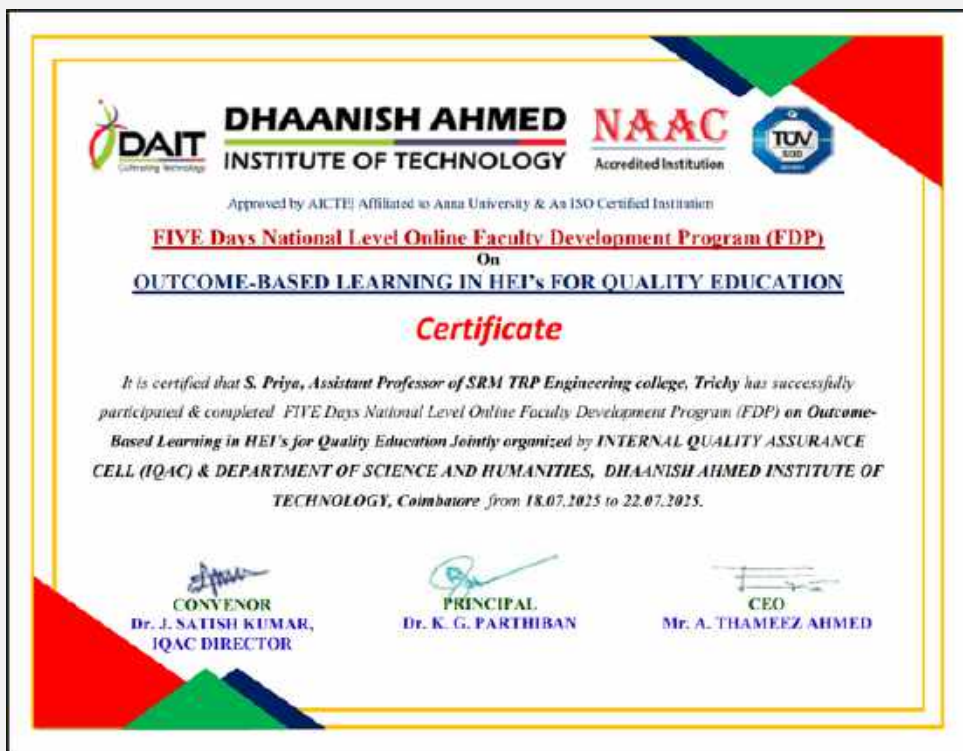 DAIT
Cultivating Technology
DHAANISH AHMED
INSTITUTE OF TECHNOLOGY
NAAC
Accredited Institution
TUV
SUD
Approved by AICTE| Affiliated to Anna University & An ISO Certified Institution
FIVE Days National Level Online Faculty Development Program (FDP)
On
OUTCOME-BASED LEARNING IN HEI's FOR QUALITY EDUCATION
Certificate
It is certified that S. Priya, Assistant Professor of SRM TRP Engineering college, Trichy has successfully
participated & completed FIVE Days National Level Online Faculty Development Program (FDP) on Outcome-
Based Learning in HEI's for Quality Education Jointly organized by INTERNAL QUALITY ASSURANCE
CELL (IQAC) & DEPARTMENT OF SCIENCE AND HUMANITIES, DHAANISH AHMED INSTITUTE OF
TECHNOLOGY, Coimbatore from 18.07.2025 to 22.07.2025.
CONVENOR
Dr. J. SATISH KUMAR,
IQAC DIRECTOR
PRINCIPAL
Dr. K. G. PARTHIBAN
CEO
Mr. A. THAMEEZ AHMED